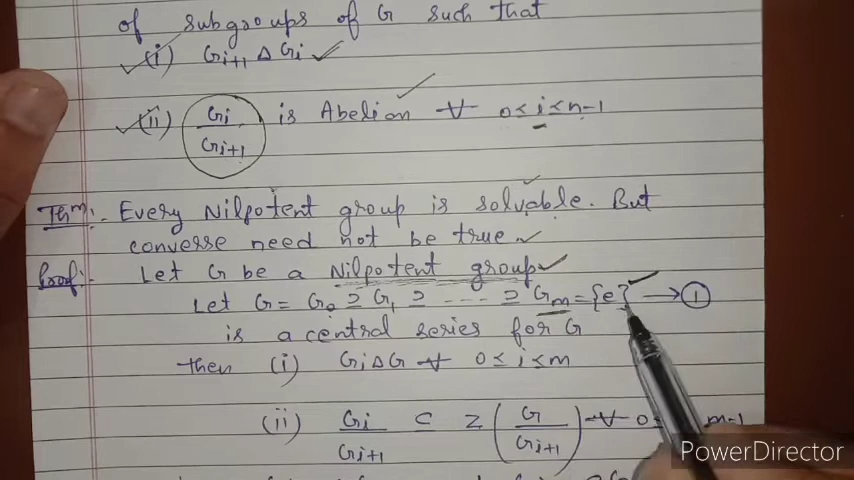 of subgroups of G such that
(i) Gi+1 Δ Gi
(ii) Gi / Gi+1 is Abelian ∀ 0≤i≤n-1
Thm:- Every Nilpotent group is solvable. But
converse need not be true
Proof:- Let G be a Nilpotent group
Let G = G0 ⊇ G1 ⊇ ---- ⊇ Gm = {e} → ①
is a central series for G
then (i) Gi Δ G ∀ 0≤i≤m
(ii) Gi / Gi+1 ⊂ Z(G / Gi+1) ∀ 0 m-1
PowerDirector